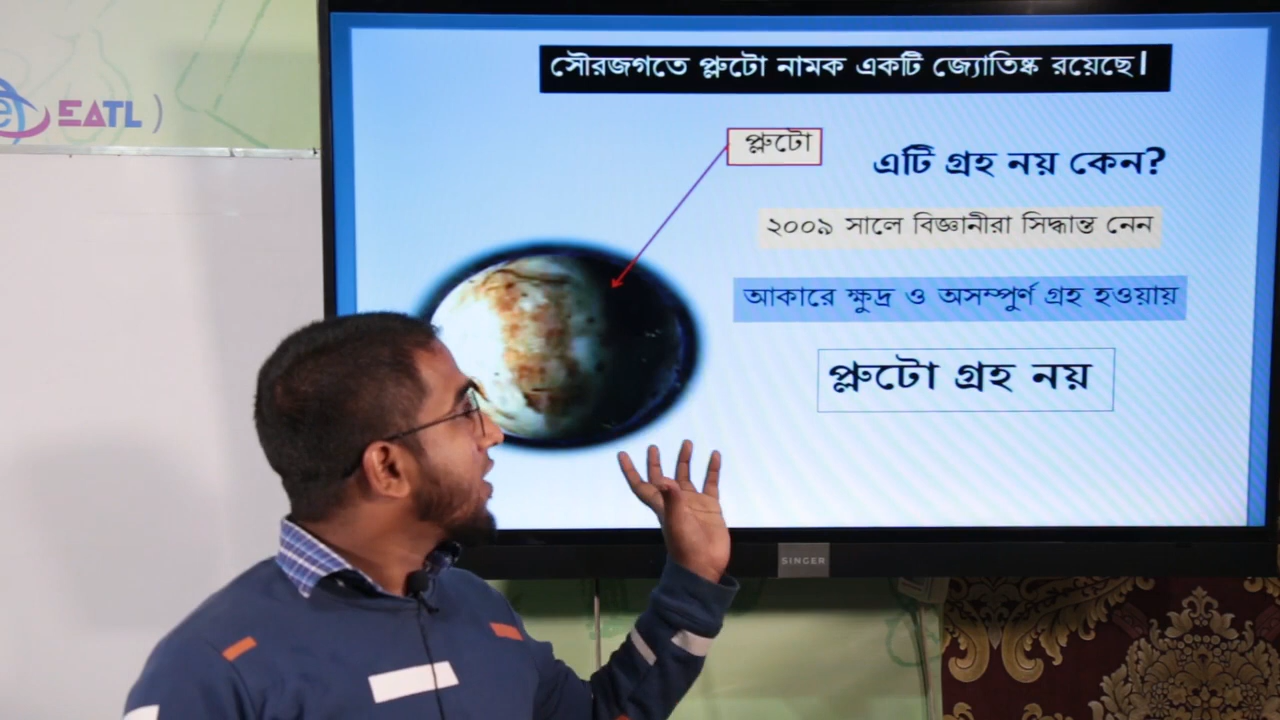 সৌরজগতে প্লুটো নামক একটি জ্যোতিষ্ক রয়েছে।
প্লুটো
এটি গ্রহ নয় কেন?
২০০৯ সালে বিজ্ঞানীরা সিদ্ধান্ত নেন
আকারে ক্ষুদ্র ও অসম্পুর্ণ গ্রহ হওয়ায়
প্লুটো গ্রহ নয়
EATL
SINGER